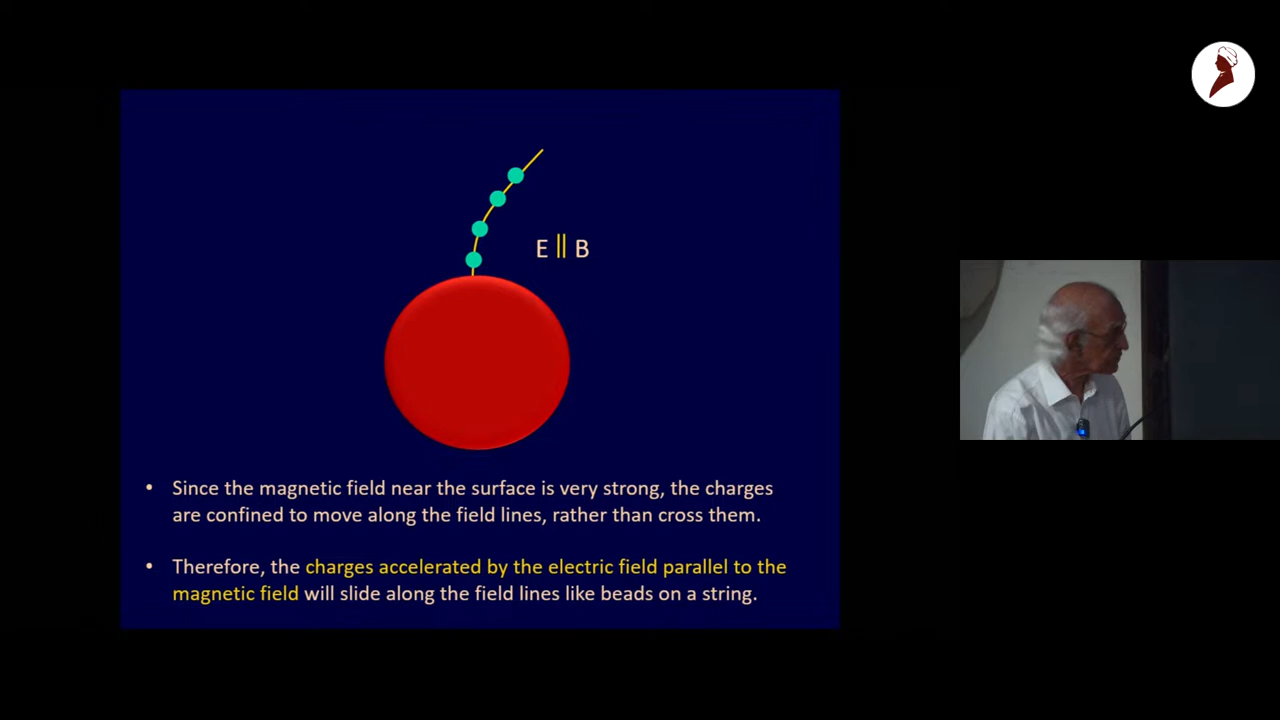 E || B
• Since the magnetic field near the surface is very strong, the charges
are confined to move along the field lines, rather than cross them.
• Therefore, the charges accelerated by the electric field parallel to the
magnetic field will slide along the field lines like beads on a string.